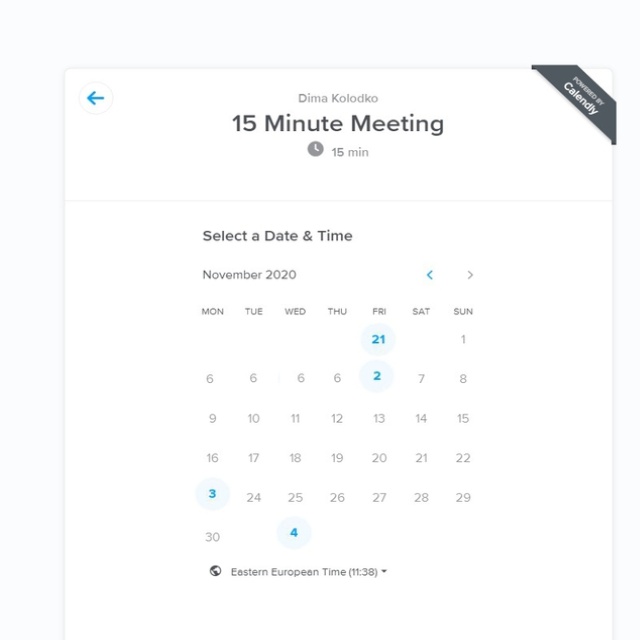 POWERED BY
Calendly
Dima Kolodko
15 Minute Meeting
15 min
Select a Date & Time
November 2020
MON TUE WED THU FRI SAT SUN
21 1
6 6 6 6 2 7 8
9 10 11 12 13 14 15
16 17 18 19 20 21 22
3 24 25 26 27 28 29
30 4
Eastern European Time (11:38)